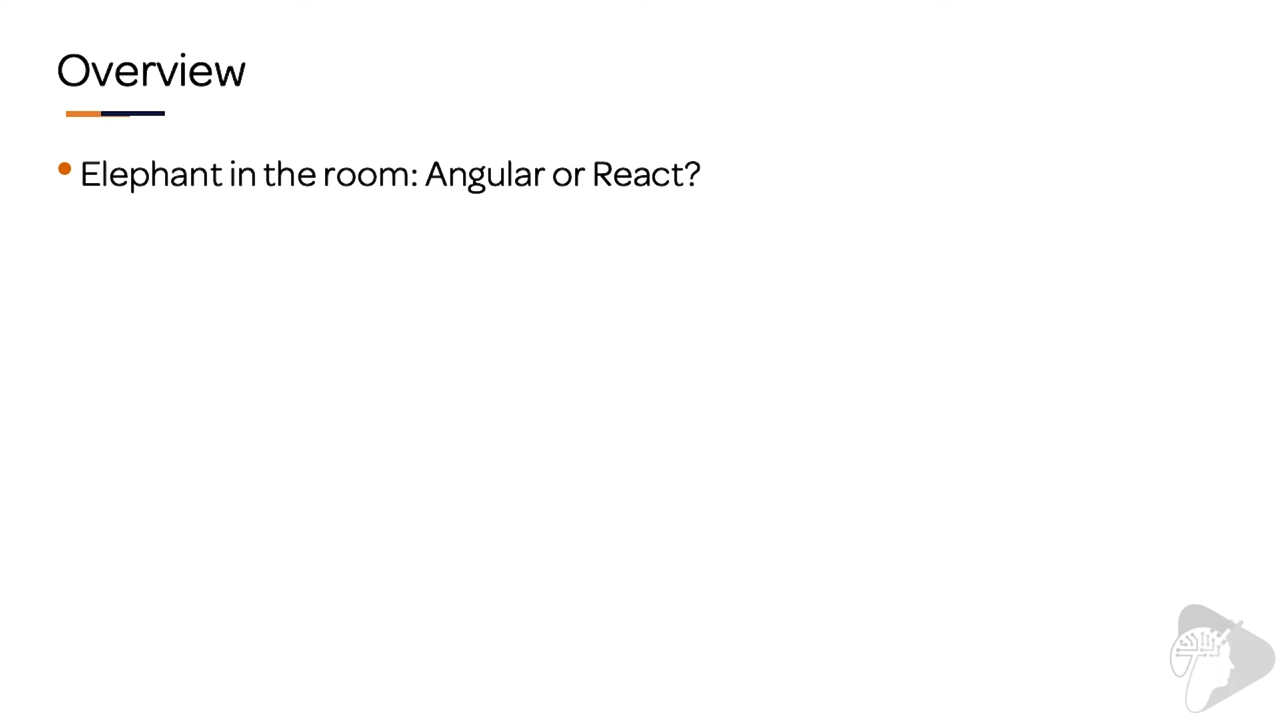 Overview
• Elephant in the room: Angular or React?